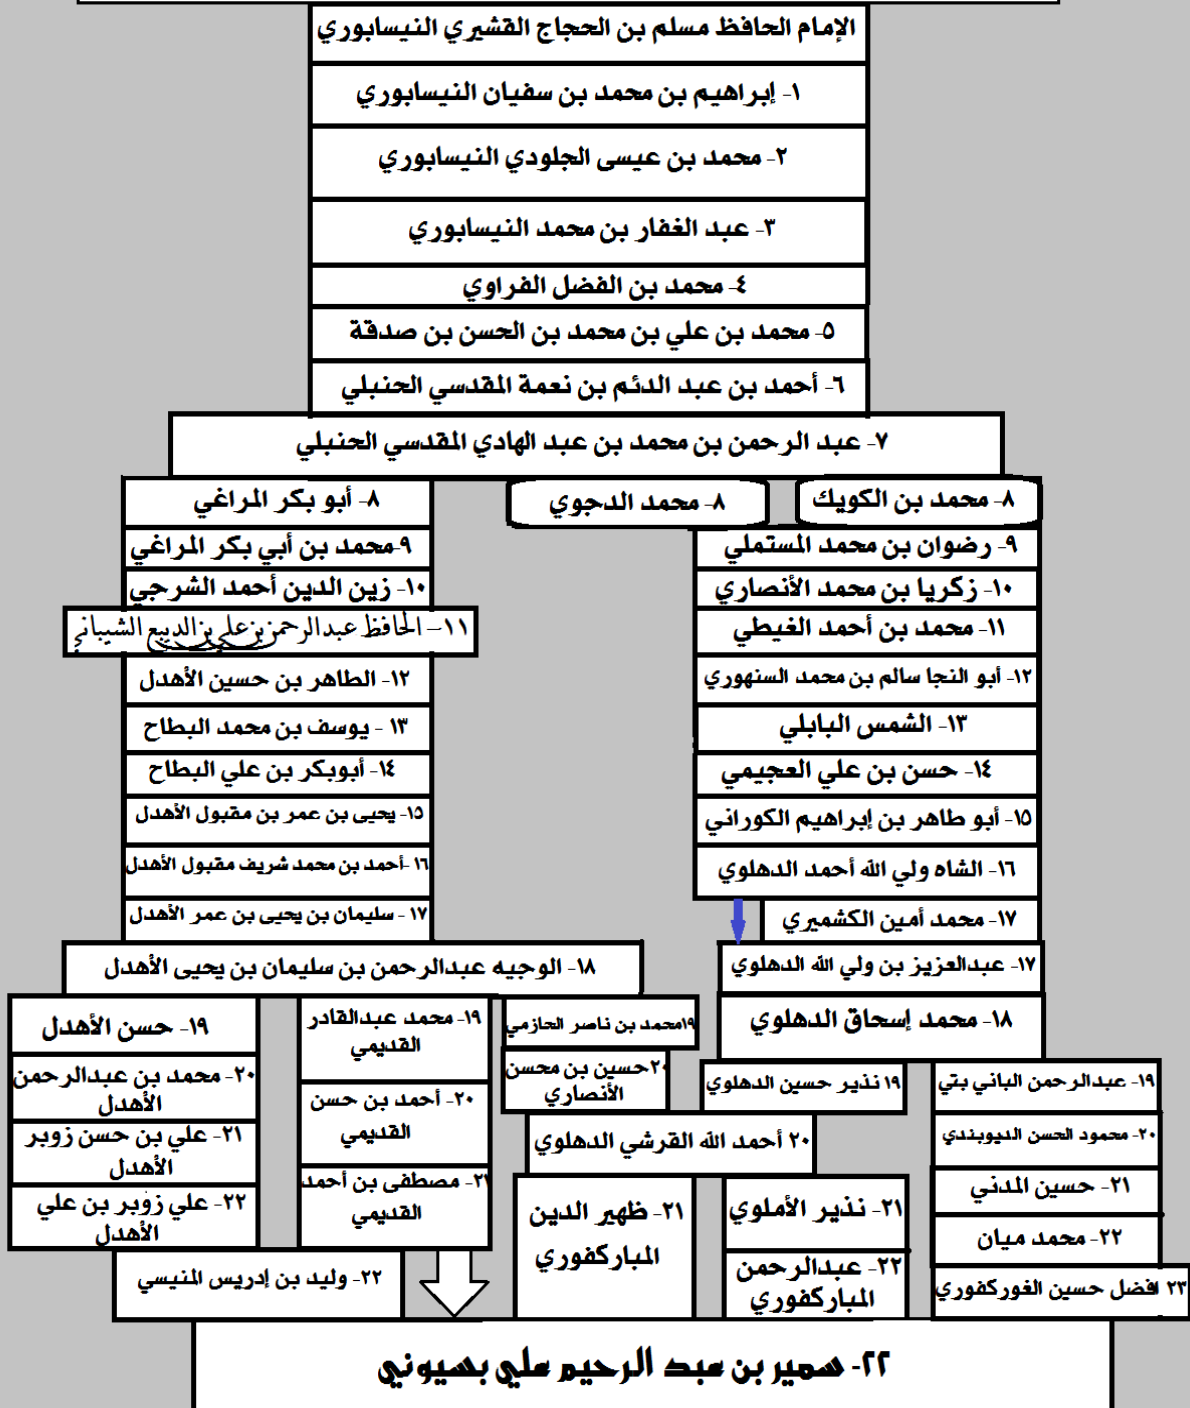 الإمام الحافظ مسلم بن الحجاج القشيري النيسابوري
١- إبراهيم بن محمد بن سفيان النيسابوري
٢- محمد بن عيسى الجلودي النيسابوري
٣- عبد الغفار بن محمد النيسابوري
٤- محمد بن الفضل الفراوي
٥- محمد بن علي بن محمد بن الحسن بن صدقة
٦- أحمد بن عبد الدئم بن نعمة المقدسي الحنبلي
٧- عبد الرحمن بن محمد بن عبد الهادي المقدسي الحنبلي
٨- محمد بن الكويك
٨- محمد الدجوي
٨- أبو بكر المراغي
٩- رضوان بن محمد المستملي
١٠- زكريا بن محمد الأنصاري
١١- محمد بن أحمد الغيطي
١٢- أبو النجا سالم بن محمد السنهوري
١٣- الشمس البابلي
١٤- حسن بن علي العجيمي
١٥- أبو طاهر بن إبراهيم الكوراني
١٦- الشاه ولي الله أحمد الدهلوي
١٧- محمد أمين الكشميري
١٧- عبدالعزيز بن ولي الله الدهلوي
١٨- محمد إسحاق الدهلوي
٩-محمد بن أبي بكر المراغي
١٠- زين الدين أحمد الشرجي
١١- الحافظ عبدالرحمن بن علي بن الديبع الشيباني
١٢- الطاهر بن حسين الأهدل
١٣ - يوسف بن محمد البطاح
١٤- أبوبكر بن علي البطاح
١٥- يحيى بن عمر بن مقبول الأهدل
١٦-أحمد بن محمد شريف مقبول الأهدل
١٧ - سليمان بن يحيى بن عمر الأهدل
١٨- الوجيه عبدالرحمن بن سليمان بن يحيى الأهدل
١٩- عبدالرحمن الباني بتي
٢٠- محمود الحسن الديوبندي
٢١- حسين المدني
٢٢- محمد ميان
٢٣ افضل حسين الغوركفوري
١٩ نذير حسين الدهلوي
١٩محمد بن ناصر الحازمي
٢٠حسين بن محسن
الأنصاري
٢٠ أحمد الله القرشي الدهلوي
٢١- نذير الأملوي
٢٢- عبدالرحمن
المباركفوري
٢١- ظهير الدين
المباركفوري
١٩- محمد عبدالقادر
القديمي
٢٠- أحمد بن حسن
القديمي
٢١- مصطفى بن أحمد
القديمي
١٩- حسن الأهدل
٢٠- محمد بن عبدالرحمن
الأهدل
٢١- علي بن حسن زوبر
الأهدل
٢٢- علي زؤبر بن علي
الأهدل
٢٢- وليد بن إدريس المنيسي
٢٢- سمير بن عبد الرحيم علي بسيوني